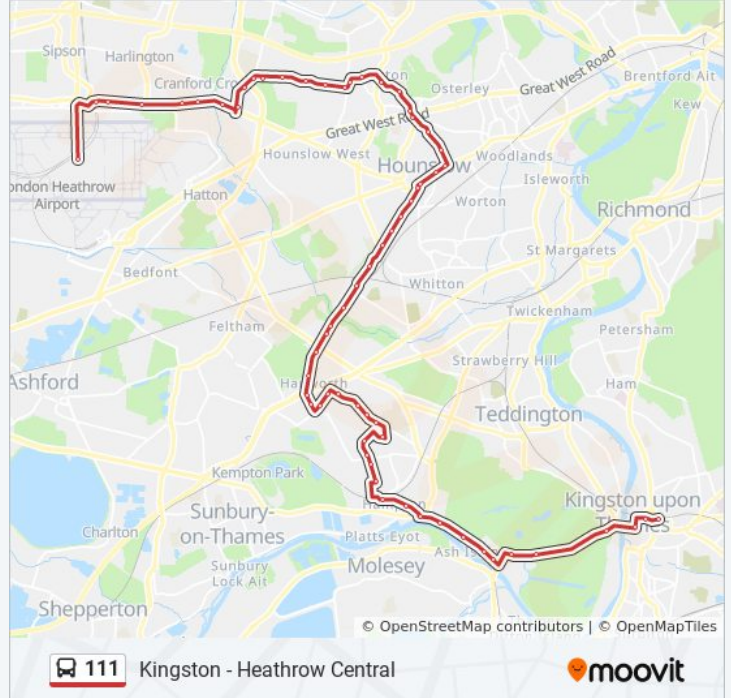 Sipson
Harlington
Cranford
Osterley
Great West Road
Brentford Ait
Kew
Great West Road
Hounslow West
Hounslow
Woodlands
Isleworth
London Heathrow
Airport
Hatton
Worton
Richmond
St Margarets
Bedfont
Whitton
Twickenham
Feltham
Petersham
Strawberry Hill
Ashford
Ham
Teddington
Kempton Park
Kingston upon
Thames
Sunbury-
on-Thames
Charlton
Platts Eyot
Ash
Sunbury
Lock Ait
Molesey
Shepperton
© OpenStreetMap contributors | © OpenMapTiles
111 Kingston - Heathrow Central
moovit